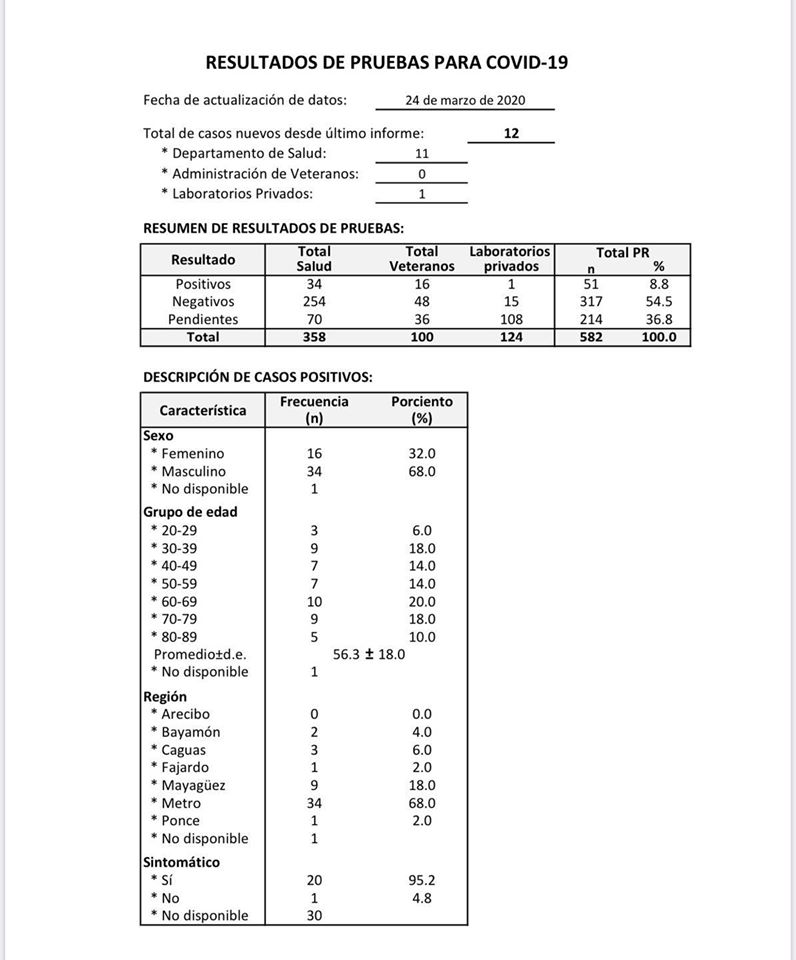 RESULTADOS DE PRUEBAS PARA COVID-19
Fecha de actualización de datos: 24 de marzo de 2020
Total de casos nuevos desde último informe: 12
* Departamento de Salud: 11
* Administración de Veteranos: 0
* Laboratorios Privados: 1
RESUMEN DE RESULTADOS DE PRUEBAS:
Resultado Total Salud Total Veteranos Laboratorios privados Total PR n %
Positivos 34 16 1 51 8.8
Negativos 254 48 15 317 54.5
Pendientes 70 36 108 214 36.8
Total 358 100 124 582 100.0
DESCRIPCIÓN DE CASOS POSITIVOS:
Característica Frecuencia (n) Porciento (%)
Sexo
* Femenino 16 32.0
* Masculino 34 68.0
* No disponible 1
Grupo de edad
* 20-29 3 6.0
* 30-39 9 18.0
* 40-49 7 14.0
* 50-59 7 14.0
* 60-69 10 20.0
* 70-79 9 18.0
* 80-89 5 10.0
Promedio±d.e. 56.3 ± 18.0
* No disponible 1
Región
* Arecibo 0 0.0
* Bayamón 2 4.0
* Caguas 3 6.0
* Fajardo 1 2.0
* Mayagüez 9 18.0
* Metro 34 68.0
* Ponce 1 2.0
* No disponible 1
Sintomático
* Sí 20 95.2
* No 1 4.8
* No disponible 30